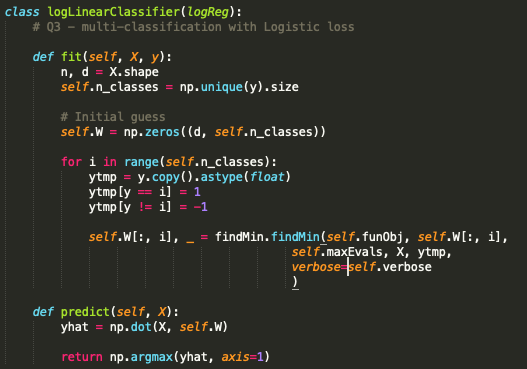 class logLinearClassifier(logReg):
    # Q3 - multi-classification with Logistic loss

    def fit(self, X, y):
        n, d = X.shape
        self.n_classes = np.unique(y).size

        # Initial guess
        self.W = np.zeros((d, self.n_classes))

        for i in range(self.n_classes):
            ytmp = y.copy().astype(float)
            ytmp[y == i] = 1
            ytmp[y != i] = -1

            self.W[:, i], _ = findMin.findMin(self.funObj, self.W[:, i],
                                              self.maxEvals, X, ytmp,
                                              verbose=self.verbose
                                              )

    def predict(self, X):
        yhat = np.dot(X, self.W)

        return np.argmax(yhat, axis=1)